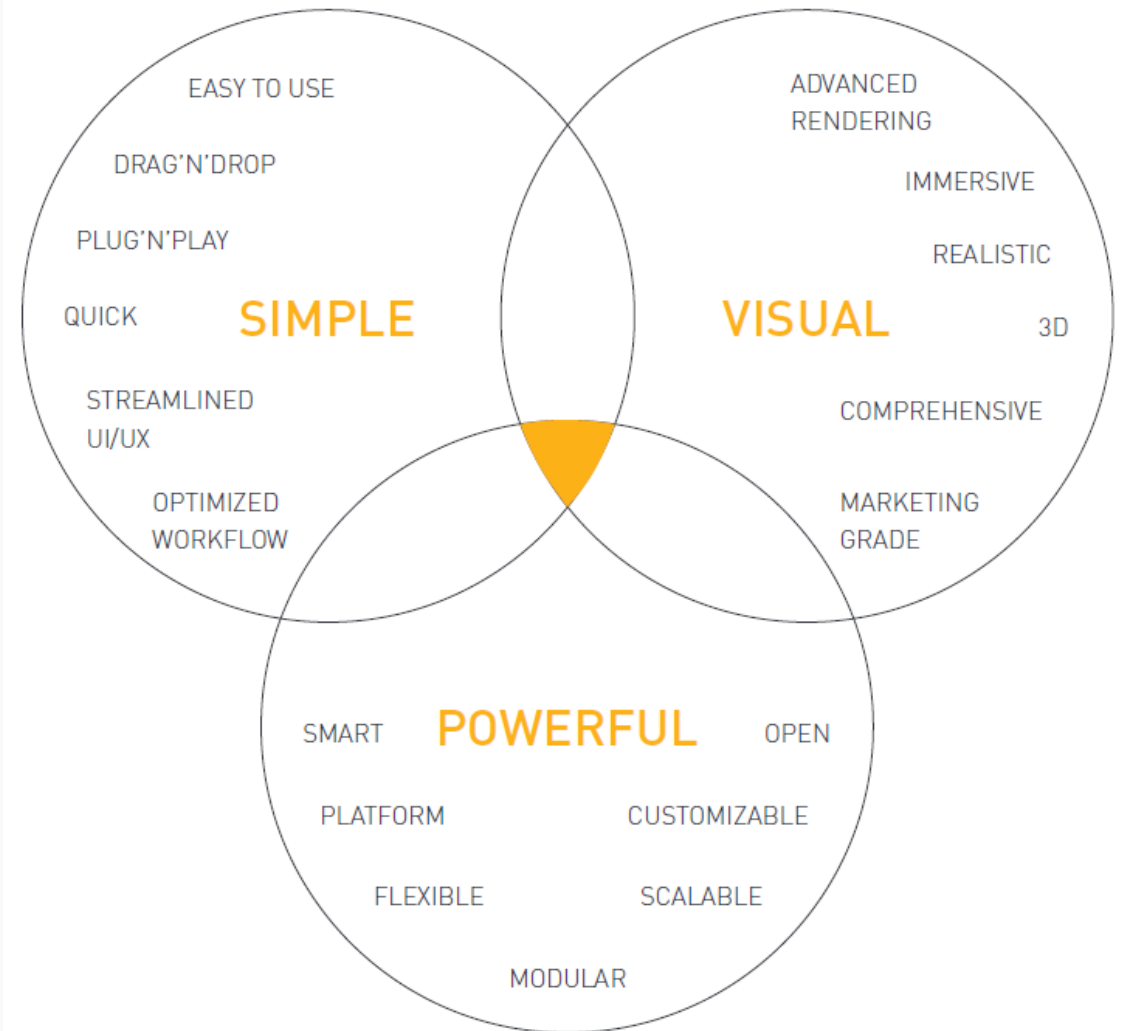 EASY TO USE
DRAG'N'DROP
PLUG'N'PLAY
QUICK
SIMPLE
STREAMLINED
UI/UX
OPTIMIZED
WORKFLOW
ADVANCED
RENDERING
IMMERSIVE
REALISTIC
VISUAL
3D
COMPREHENSIVE
MARKETING
GRADE
SMART
POWERFUL
OPEN
PLATFORM
CUSTOMIZABLE
FLEXIBLE
SCALABLE
MODULAR